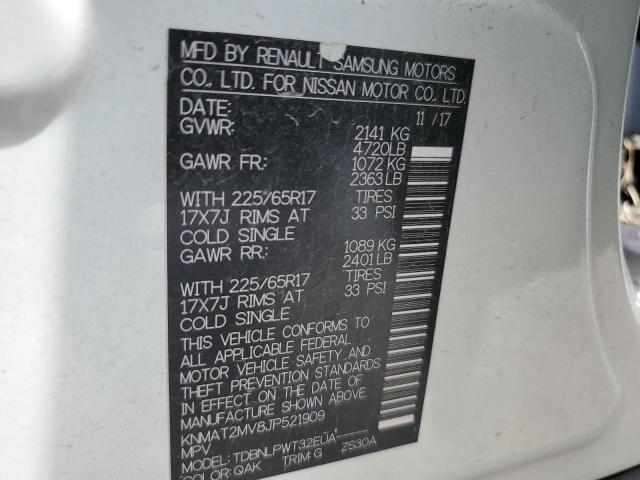 MFD BY RENAULT SAMSUNG MOTORS
CO., LTD. FOR NISSAN MOTOR CO., LTD.
DATE: 11 / 17
GVWR: 2141 KG
4720LB
GAWR FR: 1072 KG
2363 LB
WITH 225/65R17 TIRES
17X7J RIMS AT 33 PSI
COLD SINGLE
GAWR RR: 1089 KG
2401 LB
WITH 225/65R17 TIRES
17X7J RIMS AT 33 PSI
COLD SINGLE
THIS VEHICLE CONFORMS TO
ALL APPLICABLE FEDERAL
MOTOR VEHICLE SAFETY, AND
THEFT PREVENTION STANDARDS
IN EFFECT ON THE DATE OF
MANUFACTURE SHOWN ABOVE.
KNMAT2MV8JP521909
MPV
MODEL: TDBNLPWT32EUA-----
COLOR: QAK TRIM: G ZS30A